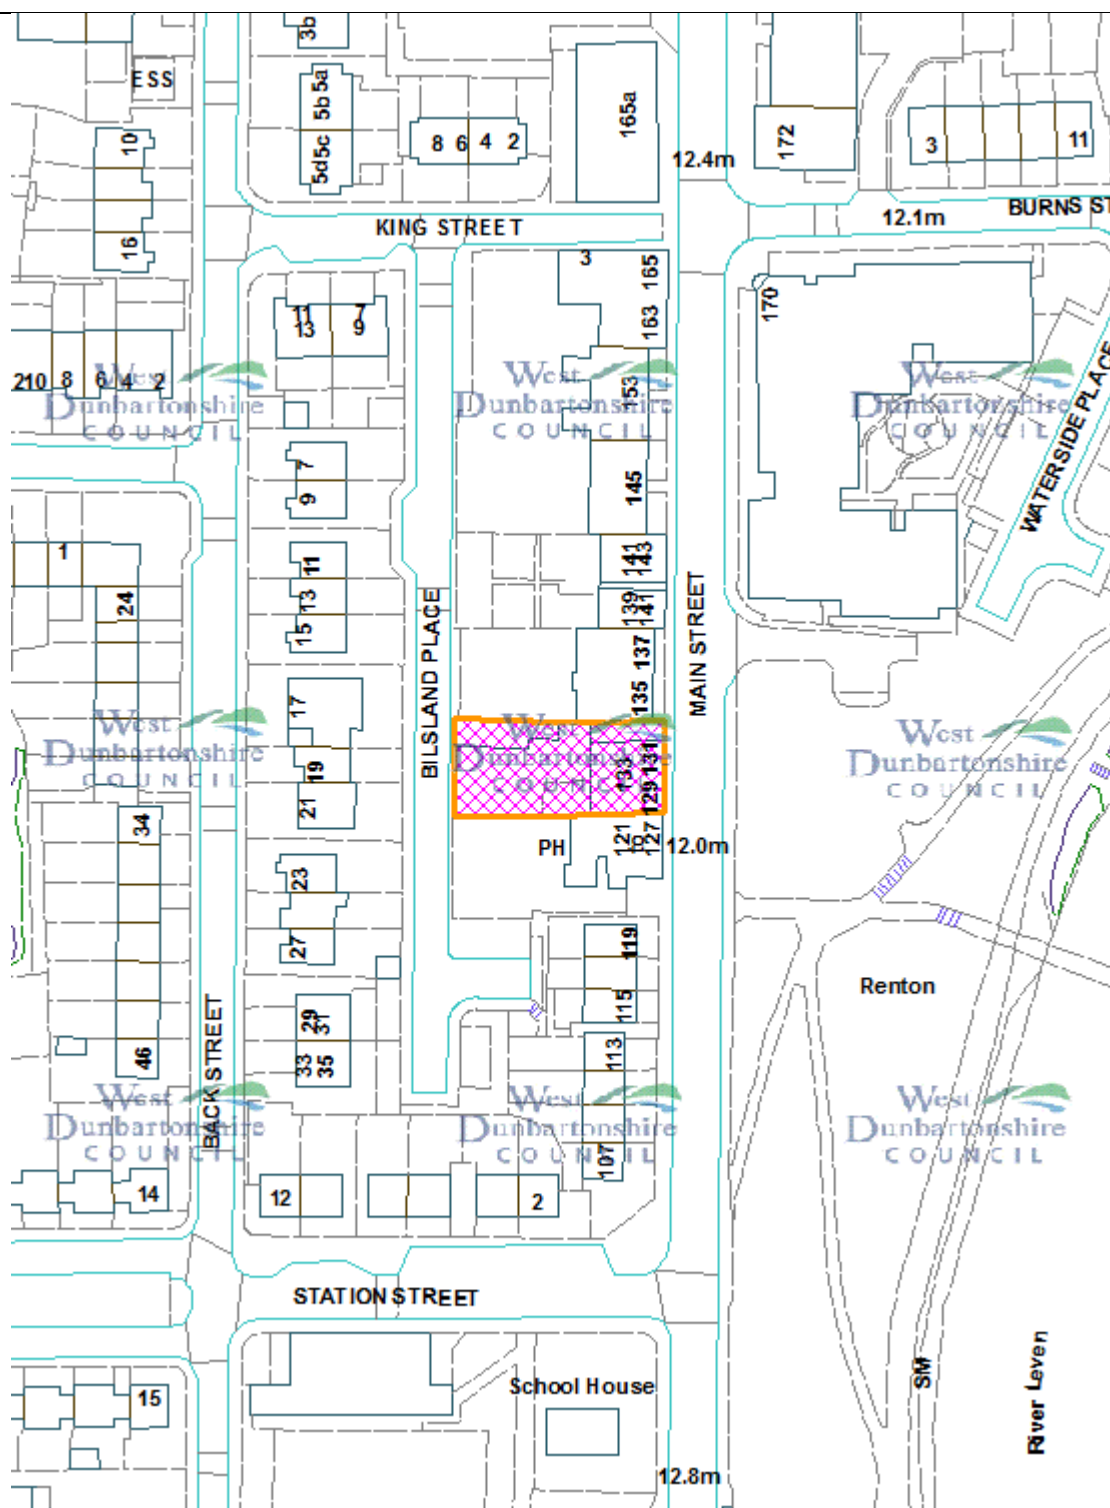 3b
ESS
5b 5a
5d 5c
10
16
8 6 4 2
165a
172
3
11
12.4m
12.1m
BURNS ST
KING STREET
3
165
163
170
11
13
7
9
210 8 6 4 2
West
Dunbartonshire
COUNCIL
West
Dunbartonshire
COUNCIL
West
Dunbartonshire
COUNCIL
153
WATERSIDE PLACE
7
9
145
1
24
11
13
15
141
143
139
141
BILSLAND PLACE
MAIN STREET
137
135
17
19
21
West
Dunbartonshire
COUNCIL
West
Dunbartonshire
COUNCIL
West
Dunbartonshire
COUNCIL
133
131
129
34
PH
121
to
127
12.0m
23
27
119
115
Renton
29
31
33
35
46
BACK STREET
113
107
West
Dunbartonshire
COUNCIL
West
Dunbartonshire
COUNCIL
West
Dunbartonshire
COUNCIL
14
12
2
STATION STREET
15
School House
SM
River Leven
12.8m